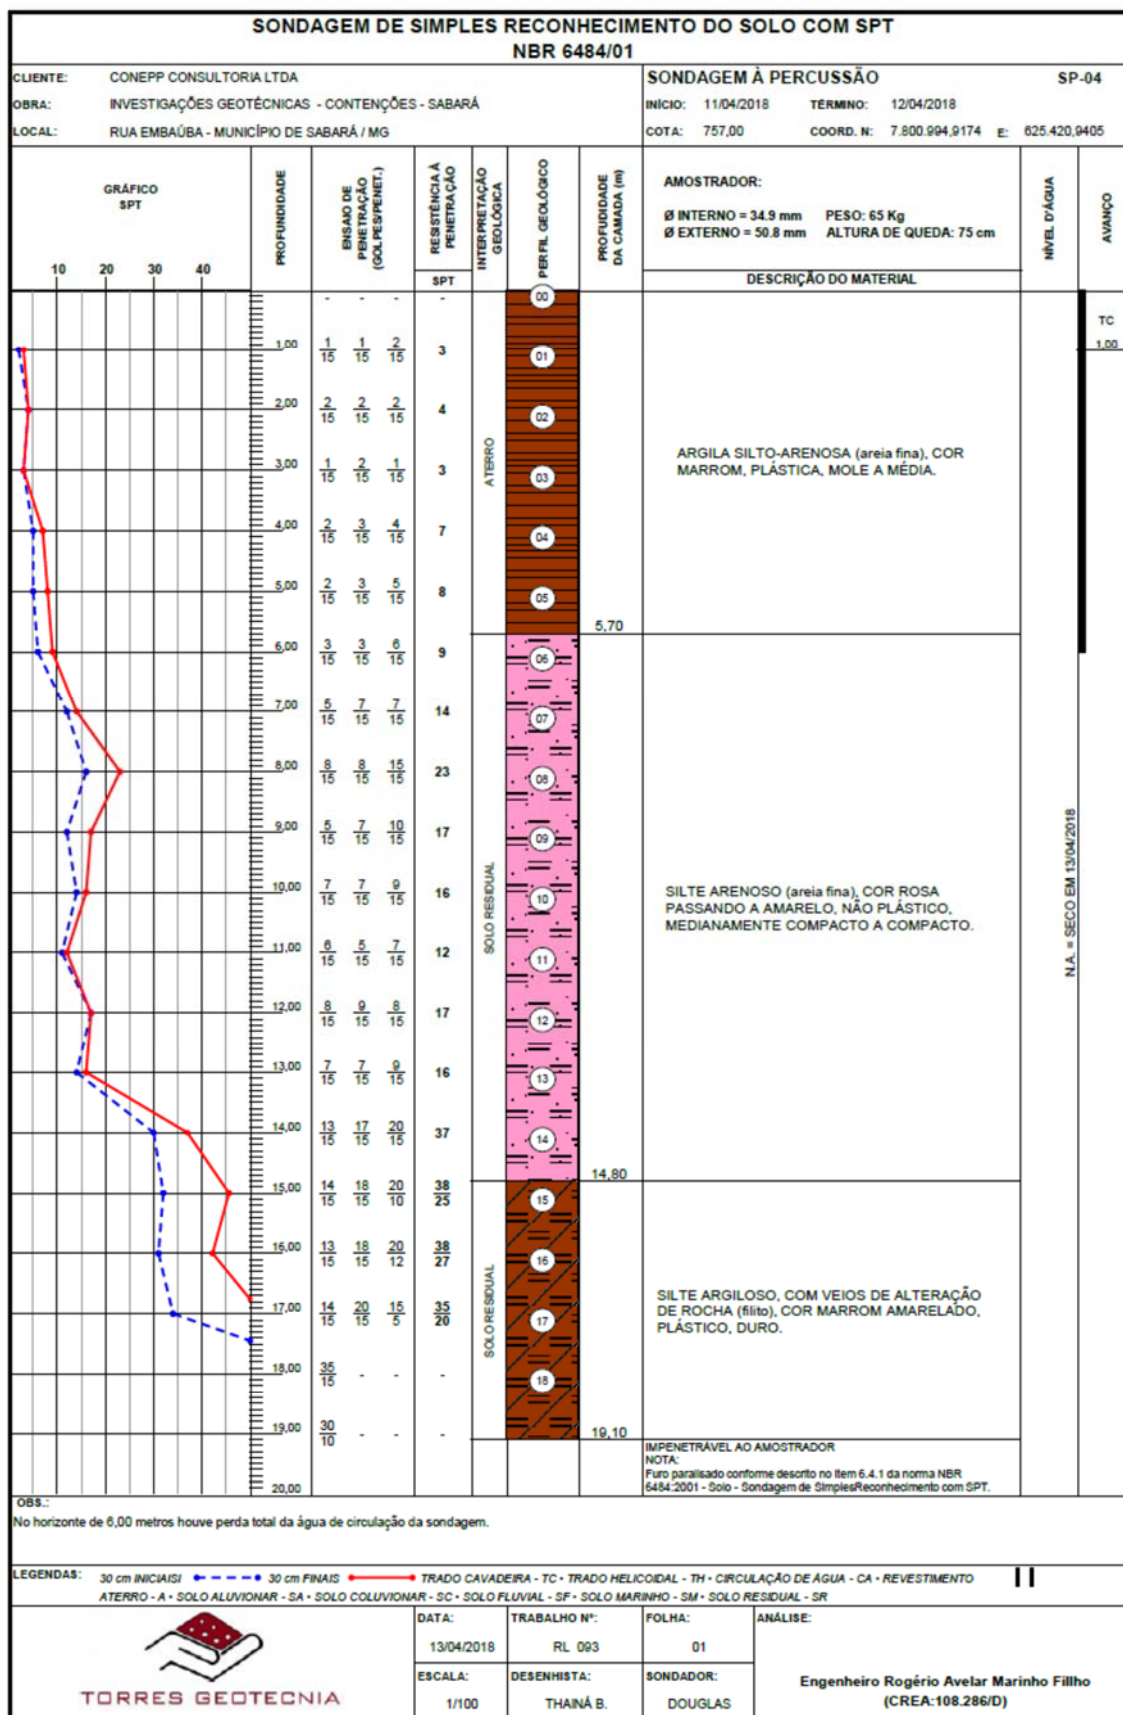 SONDAGEM DE SIMPLES RECONHECIMENTO DO SOLO COM SPT
NBR 6484/01
CLIENTE: CONEPP CONSULTORIA LTDA
OBRA: INVESTIGAÇÕES GEOTÉCNICAS - CONTENÇÕES - SABARÁ
LOCAL: RUA EMBAÚBA - MUNICÍPIO DE SABARÁ / MG
SONDAGEM À PERCUSSÃO SP-04
INÍCIO: 11/04/2018 TÉRMINO: 12/04/2018
COTA: 757,00 COORD. N: 7.800.994,9174 E: 625.420,9405
GRÁFICO
SPT
10 20 30 40
PROFUNDIDADE
ENSAIO DE
PENETRAÇÃO
(GOLPES/PENET.)
RESISTÊNCIA À
PENETRAÇÃO
SPT
INTERPRETAÇÃO
GEOLÓGICA
PERFIL GEOLÓGICO
PROFUDIDADE
DA CAMADA (m)
AMOSTRADOR:
Ø INTERNO = 34.9 mm PESO: 65 Kg
Ø EXTERNO = 50.8 mm ALTURA DE QUEDA: 75 cm
DESCRIÇÃO DO MATERIAL
NÍVEL D'ÁGUA
AVANÇO
- - - - 00
TC
1,00
1,00 1/15 1/15 2/15 3 01
2,00 2/15 2/15 2/15 4 02
3,00 1/15 2/15 1/15 3 03
4,00 2/15 3/15 4/15 7 04
5,00 2/15 3/15 5/15 8 05
5,70
6,00 3/15 3/15 6/15 9 06
7,00 5/15 7/15 7/15 14 07
8,00 8/15 8/15 15/15 23 08
9,00 5/15 7/15 10/15 17 09
10,00 7/15 7/15 9/15 16 10
11,00 6/15 5/15 7/15 12 11
12,00 8/15 9/15 8/15 17 12
13,00 7/15 7/15 9/15 16 13
14,00 13/15 17/15 20/15 37 14
14,80
15,00 14/15 18/15 20/10 38/25 15
16,00 13/15 18/15 20/12 38/27 16
17,00 14/15 20/15 15/5 35/20 17
18,00 35/15 - - - 18
19,00 30/10 - - -
19,10
20,00
ATERRO
SOLO RESIDUAL
SOLO RESIDUAL
ARGILA SILTO-ARENOSA (areia fina), COR
MARROM, PLÁSTICA, MOLE A MÉDIA.
SILTE ARENOSO (areia fina), COR ROSA
PASSANDO A AMARELO, NÃO PLÁSTICO,
MEDIANAMENTE COMPACTO A COMPACTO.
SILTE ARGILOSO, COM VEIOS DE ALTERAÇÃO
DE ROCHA (filito), COR MARROM AMARELADO,
PLÁSTICO, DURO.
N.A. = SECO EM 13/04/2018
IMPENETRÁVEL AO AMOSTRADOR
NOTA:
Furo paralisado conforme descrito no item 6.4.1 da norma NBR
6484:2001 - Solo - Sondagem de SimplesReconhecimento com SPT.
OBS.:
No horizonte de 6,00 metros houve perda total da água de circulação da sondagem.
LEGENDAS: 30 cm INICIAISI 30 cm FINAIS TRADO CAVADEIRA - TC • TRADO HELICOIDAL - TH • CIRCULAÇÃO DE ÁGUA - CA • REVESTIMENTO
ATERRO - A • SOLO ALUVIONAR - SA • SOLO COLUVIONAR - SC • SOLO FLUVIAL - SF • SOLO MARINHO - SM • SOLO RESIDUAL - SR
TORRES GEOTECNIA
DATA: TRABALHO Nº: FOLHA: ANÁLISE:
13/04/2018 RL 093 01
ESCALA: DESENHISTA: SONDADOR:
1/100 THAINÁ B. DOUGLAS
Engenheiro Rogério Avelar Marinho Fillho
(CREA:108.286/D)